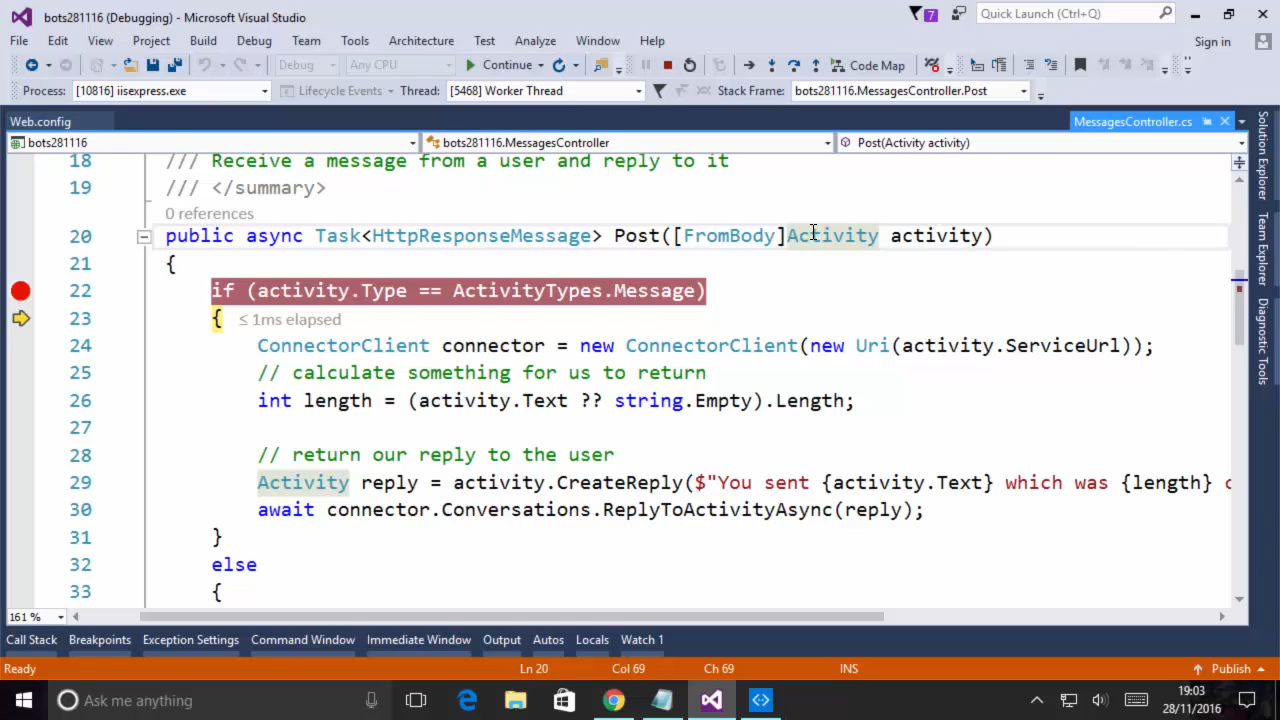 bots281116 (Debugging) - Microsoft Visual Studio
7
Quick Launch (Ctrl+Q)
File Edit View Project Build Debug Team Tools Architecture Test Analyze Window Help
Sign in
Debug Any CPU Continue Code Map
Process: [10816] iisexpress.exe Lifecycle Events Thread: [5468] Worker Thread Stack Frame: bots281116.MessagesController.Post
Web.config MessagesController.cs
bots281116 bots281116.MessagesController Post(Activity activity)
18 /// Receive a message from a user and reply to it
19 /// </summary>
0 references
20 public async Task<HttpResponseMessage> Post([FromBody]Activity activity)
21 {
22 if (activity.Type == ActivityTypes.Message)
23 { ≤ 1ms elapsed
24 ConnectorClient connector = new ConnectorClient(new Uri(activity.ServiceUrl));
25 // calculate something for us to return
26 int length = (activity.Text ?? string.Empty).Length;
27
28 // return our reply to the user
29 Activity reply = activity.CreateReply($"You sent {activity.Text} which was {length} c
30 await connector.Conversations.ReplyToActivityAsync(reply);
31 }
32 else
33 {
Solution Explorer
Team Explorer
Diagnostic Tools
161 %
Call Stack Breakpoints Exception Settings Command Window Immediate Window Output Autos Locals Watch 1
Ready Ln 20 Col 69 Ch 69 INS Publish
Ask me anything
19:03
28/11/2016